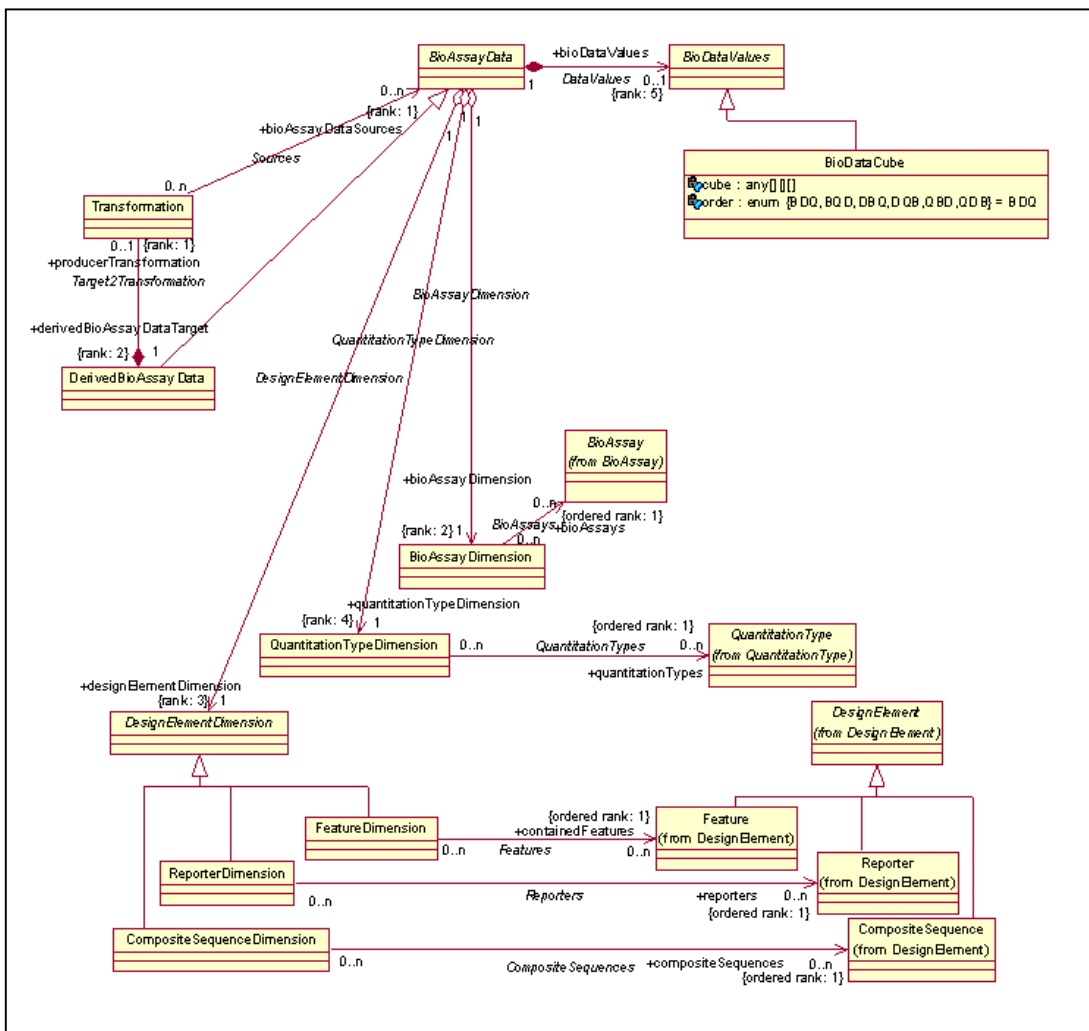 BioAssayData
+bioDataValues
BioDataValues
DataValues
1
0..1
{rank: 5}
0..n
{rank: 1}
1
1
1
+bioAssayDataSources
Sources
BioDataCube
cube : any[][][]
order : enum {BDQ,BQD,DBQ,DQB,QBD,QDB} = BDQ
0..n
Transformation
0..1
{rank: 1}
+producerTransformation
Target2Transformation
BioAssayDimension
+derivedBioAssayDataTarget
QuantitationTypeDimension
{rank: 2}
1
DesignElementDimension
DerivedBioAssayData
BioAssay
(from BioAssay)
+bioAssayDimension
0..n
{ordered rank: 1}
{rank: 2}
1
BioAssays
+bioAssays
0..n
BioAssayDimension
+quantitationTypeDimension
{rank: 4}
1
{ordered rank: 1}
QuantitationTypeDimension
0..n
QuantitationTypes
0..n
QuantitationType
(from QuantitationType)
+quantitationTypes
+designElementDimension
{rank: 3}
1
DesignElementDimension
DesignElement
(from DesignElement)
{ordered rank: 1}
FeatureDimension
+containedFeatures
Feature
(from DesignElement)
0..n
Features
0..n
ReporterDimension
Reporter
(from DesignElement)
0..n
Reporters
+reporters
0..n
{ordered rank: 1}
CompositeSequenceDimension
CompositeSequence
(from DesignElement)
0..n
CompositeSequences
+compositeSequences
0..n
{ordered rank: 1}